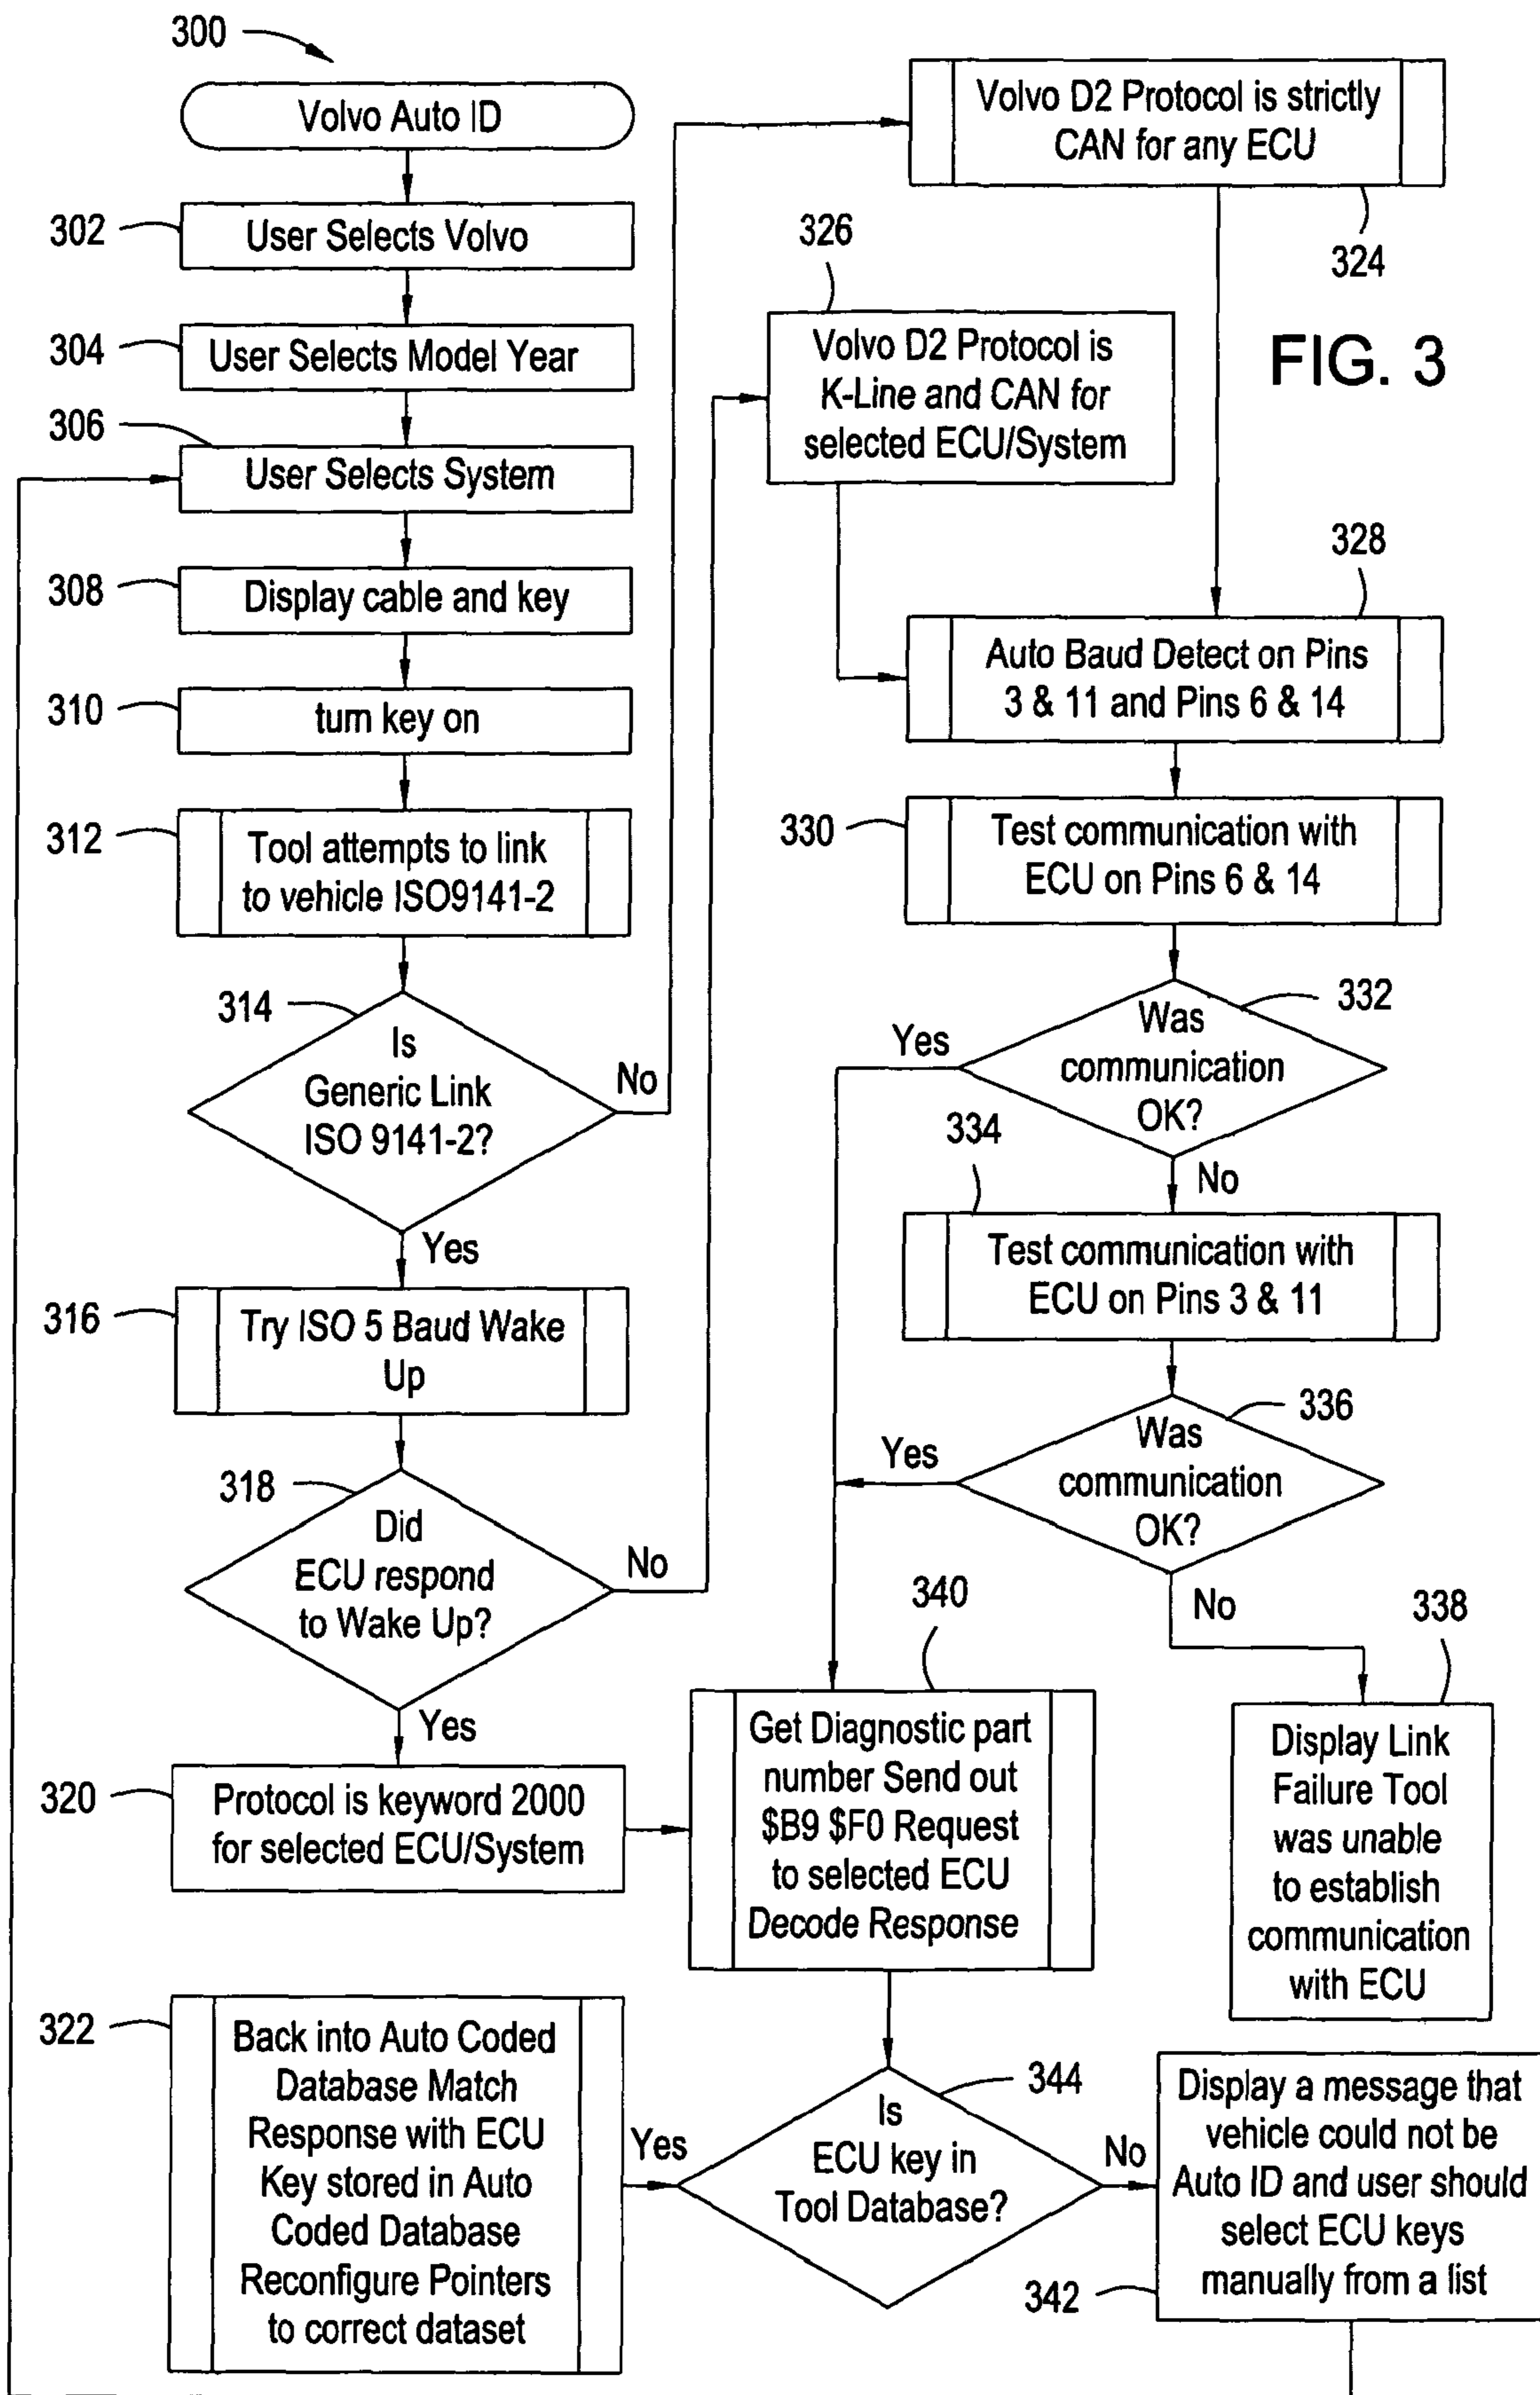 300
Volvo Auto ID
302
User Selects Volvo
304
User Selects Model Year
306
User Selects System
308
Display cable and key
310
turn key on
312
Tool attempts to link
to vehicle ISO9141-2
314
Is
Generic Link
ISO 9141-2?
No
Yes
316
Try ISO 5 Baud Wake
Up
318
Did
ECU respond
to Wake Up?
No
Yes
320
Protocol is keyword 2000
for selected ECU/System
322
Back into Auto Coded
Database Match
Response with ECU
Key stored in Auto
Coded Database
Reconfigure Pointers
to correct dataset
Volvo D2 Protocol is strictly
CAN for any ECU
324
326
Volvo D2 Protocol is
K-Line and CAN for
selected ECU/System
FIG. 3
328
Auto Baud Detect on Pins
3 & 11 and Pins 6 & 14
330
Test communication with
ECU on Pins 6 & 14
332
Was
communication
OK?
Yes
No
334
Test communication with
ECU on Pins 3 & 11
336
Was
communication
OK?
Yes
No
338
Display Link
Failure Tool
was unable
to establish
communication
with ECU
340
Get Diagnostic part
number Send out
$B9 $F0 Request
to selected ECU
Decode Response
344
Is
ECU key in
Tool Database?
Yes
No
Display a message that
vehicle could not be
Auto ID and user should
select ECU keys
manually from a list
342